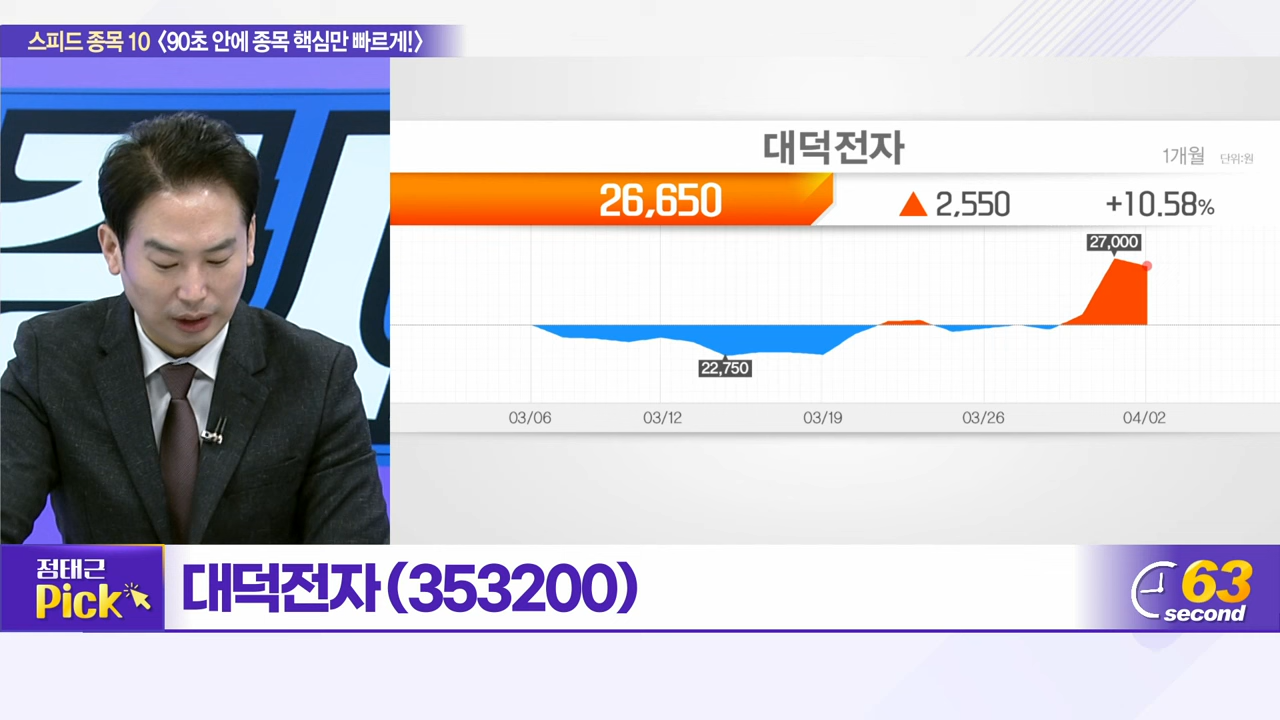 스피드 종목 10 〈90초 안에 종목 핵심만 빠르게!〉
대덕전자
1개월 단위:원
26,650 ▲ 2,550 +10.58%
27,000
22,750
03/06 03/12 03/19 03/26 04/02
정태근
Pick
대덕전자(353200)
63
second